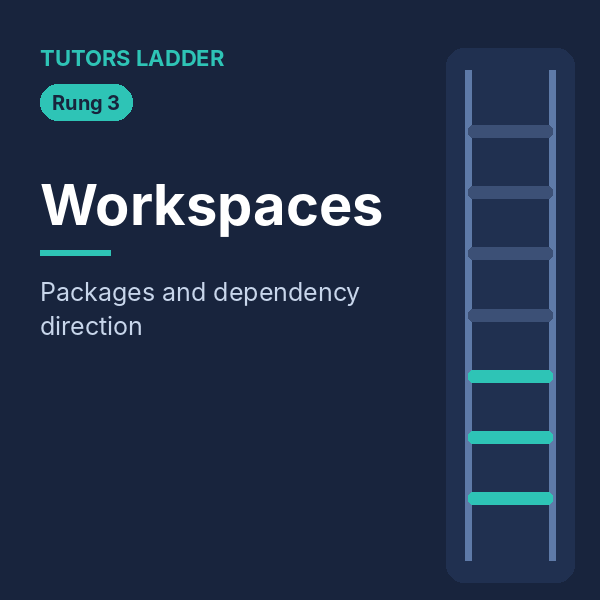 TUTORS LADDER
Rung 3
Workspaces
Packages and dependency
direction